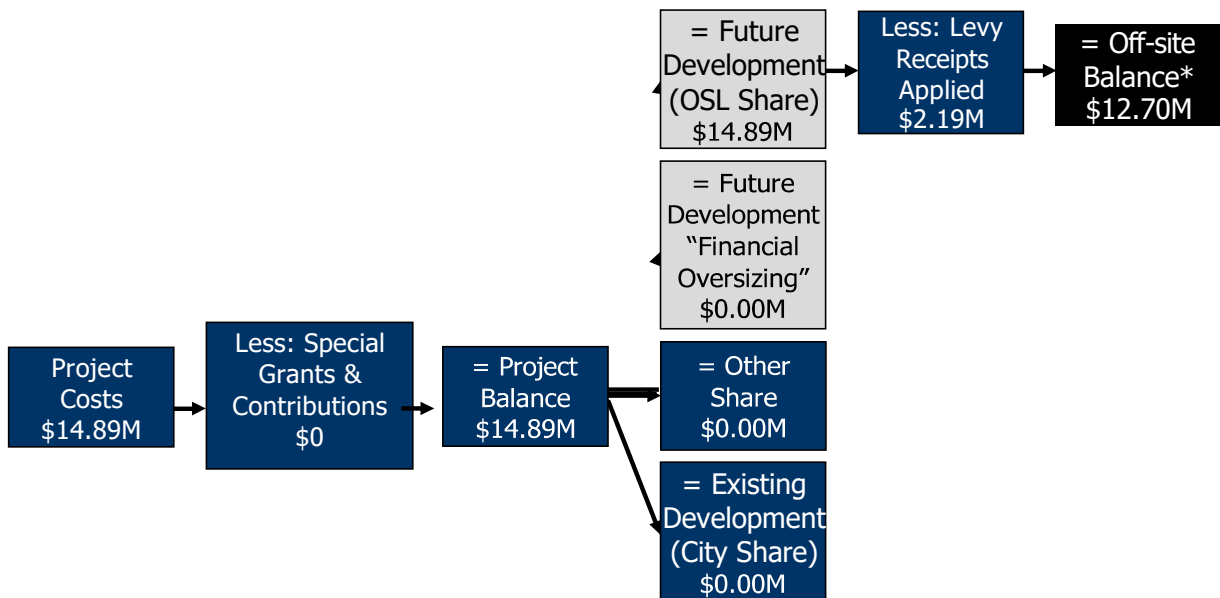 Project
Costs
$14.89M
Less: Special
Grants &
Contributions
$0
= Project
Balance
$14.89M
= Future
Development
(OSL Share)
$14.89M
Less: Levy
Receipts
Applied
$2.19M
= Off-site
Balance*
$12.70M
= Future
Development
“Financial
Oversizing”
$0.00M
= Other
Share
$0.00M
= Existing
Development
(City Share)
$0.00M